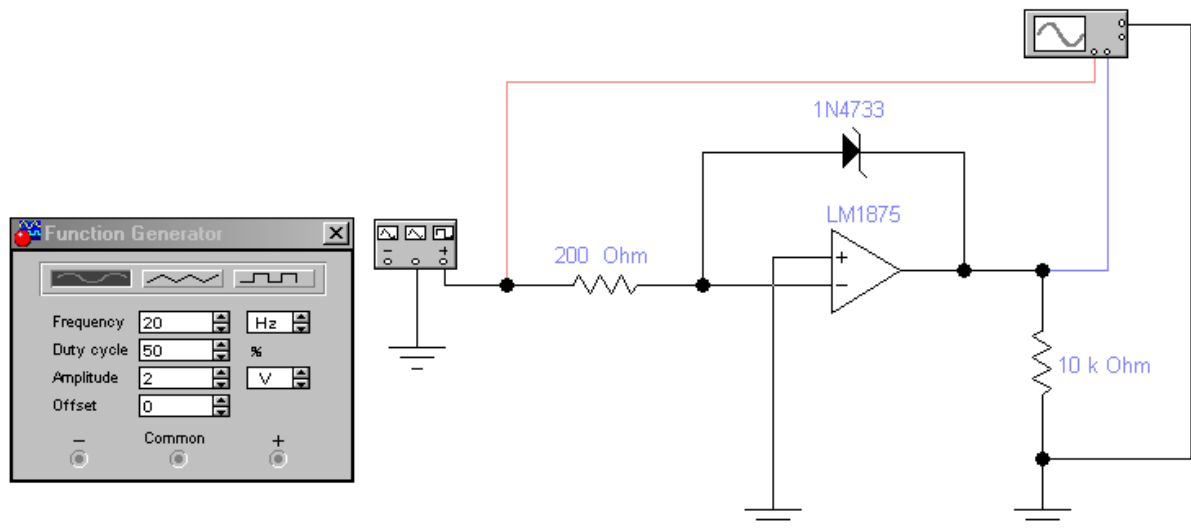 1N4733
LM1875
200 Ohm
10 k Ohm
Function Generator
Frequency 20 Hz
Duty cycle 50 %
Amplitude 2 V
Offset 0
− Common +
− +
+
−